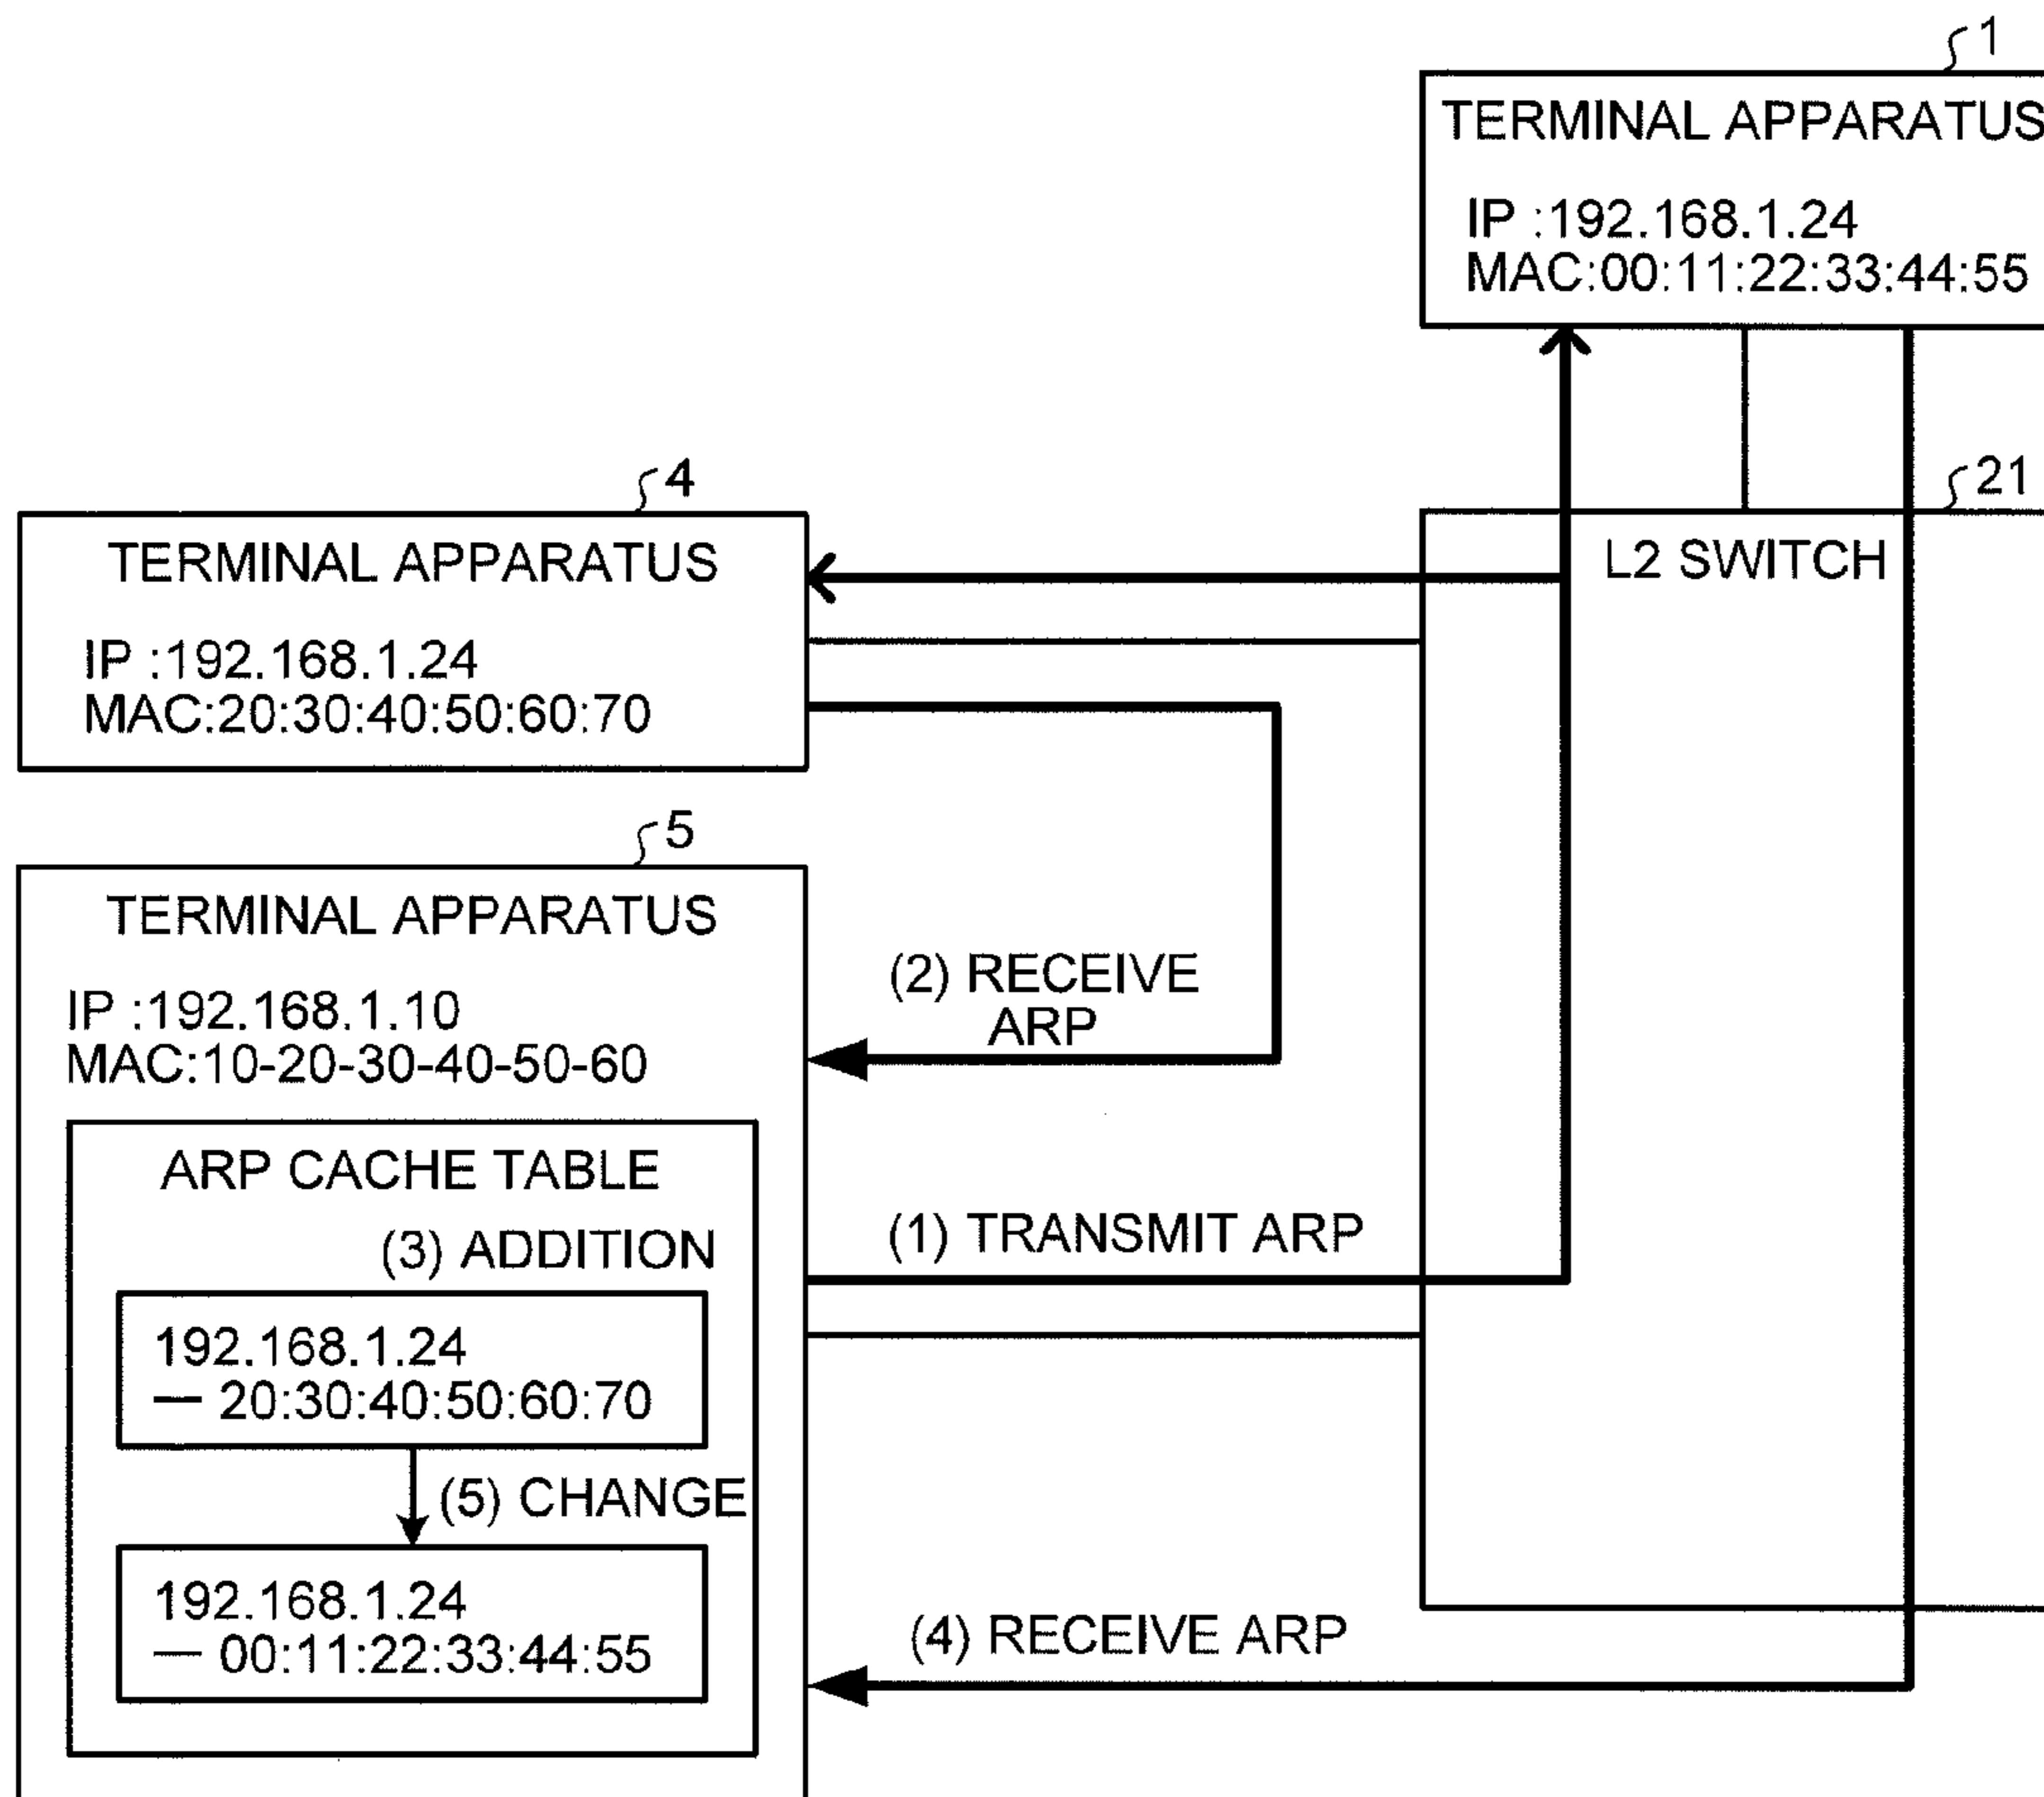 1
TERMINAL APPARATUS
IP :192.168.1.24
MAC:00:11:22:33:44:55
4
TERMINAL APPARATUS
IP :192.168.1.24
MAC:20:30:40:50:60:70
21
L2 SWITCH
5
TERMINAL APPARATUS
IP :192.168.1.10
MAC:10-20-30-40-50-60
(2) RECEIVE
ARP
ARP CACHE TABLE
(3) ADDITION
(1) TRANSMIT ARP
192.168.1.24
— 20:30:40:50:60:70
(5) CHANGE
192.168.1.24
— 00:11:22:33:44:55
(4) RECEIVE ARP